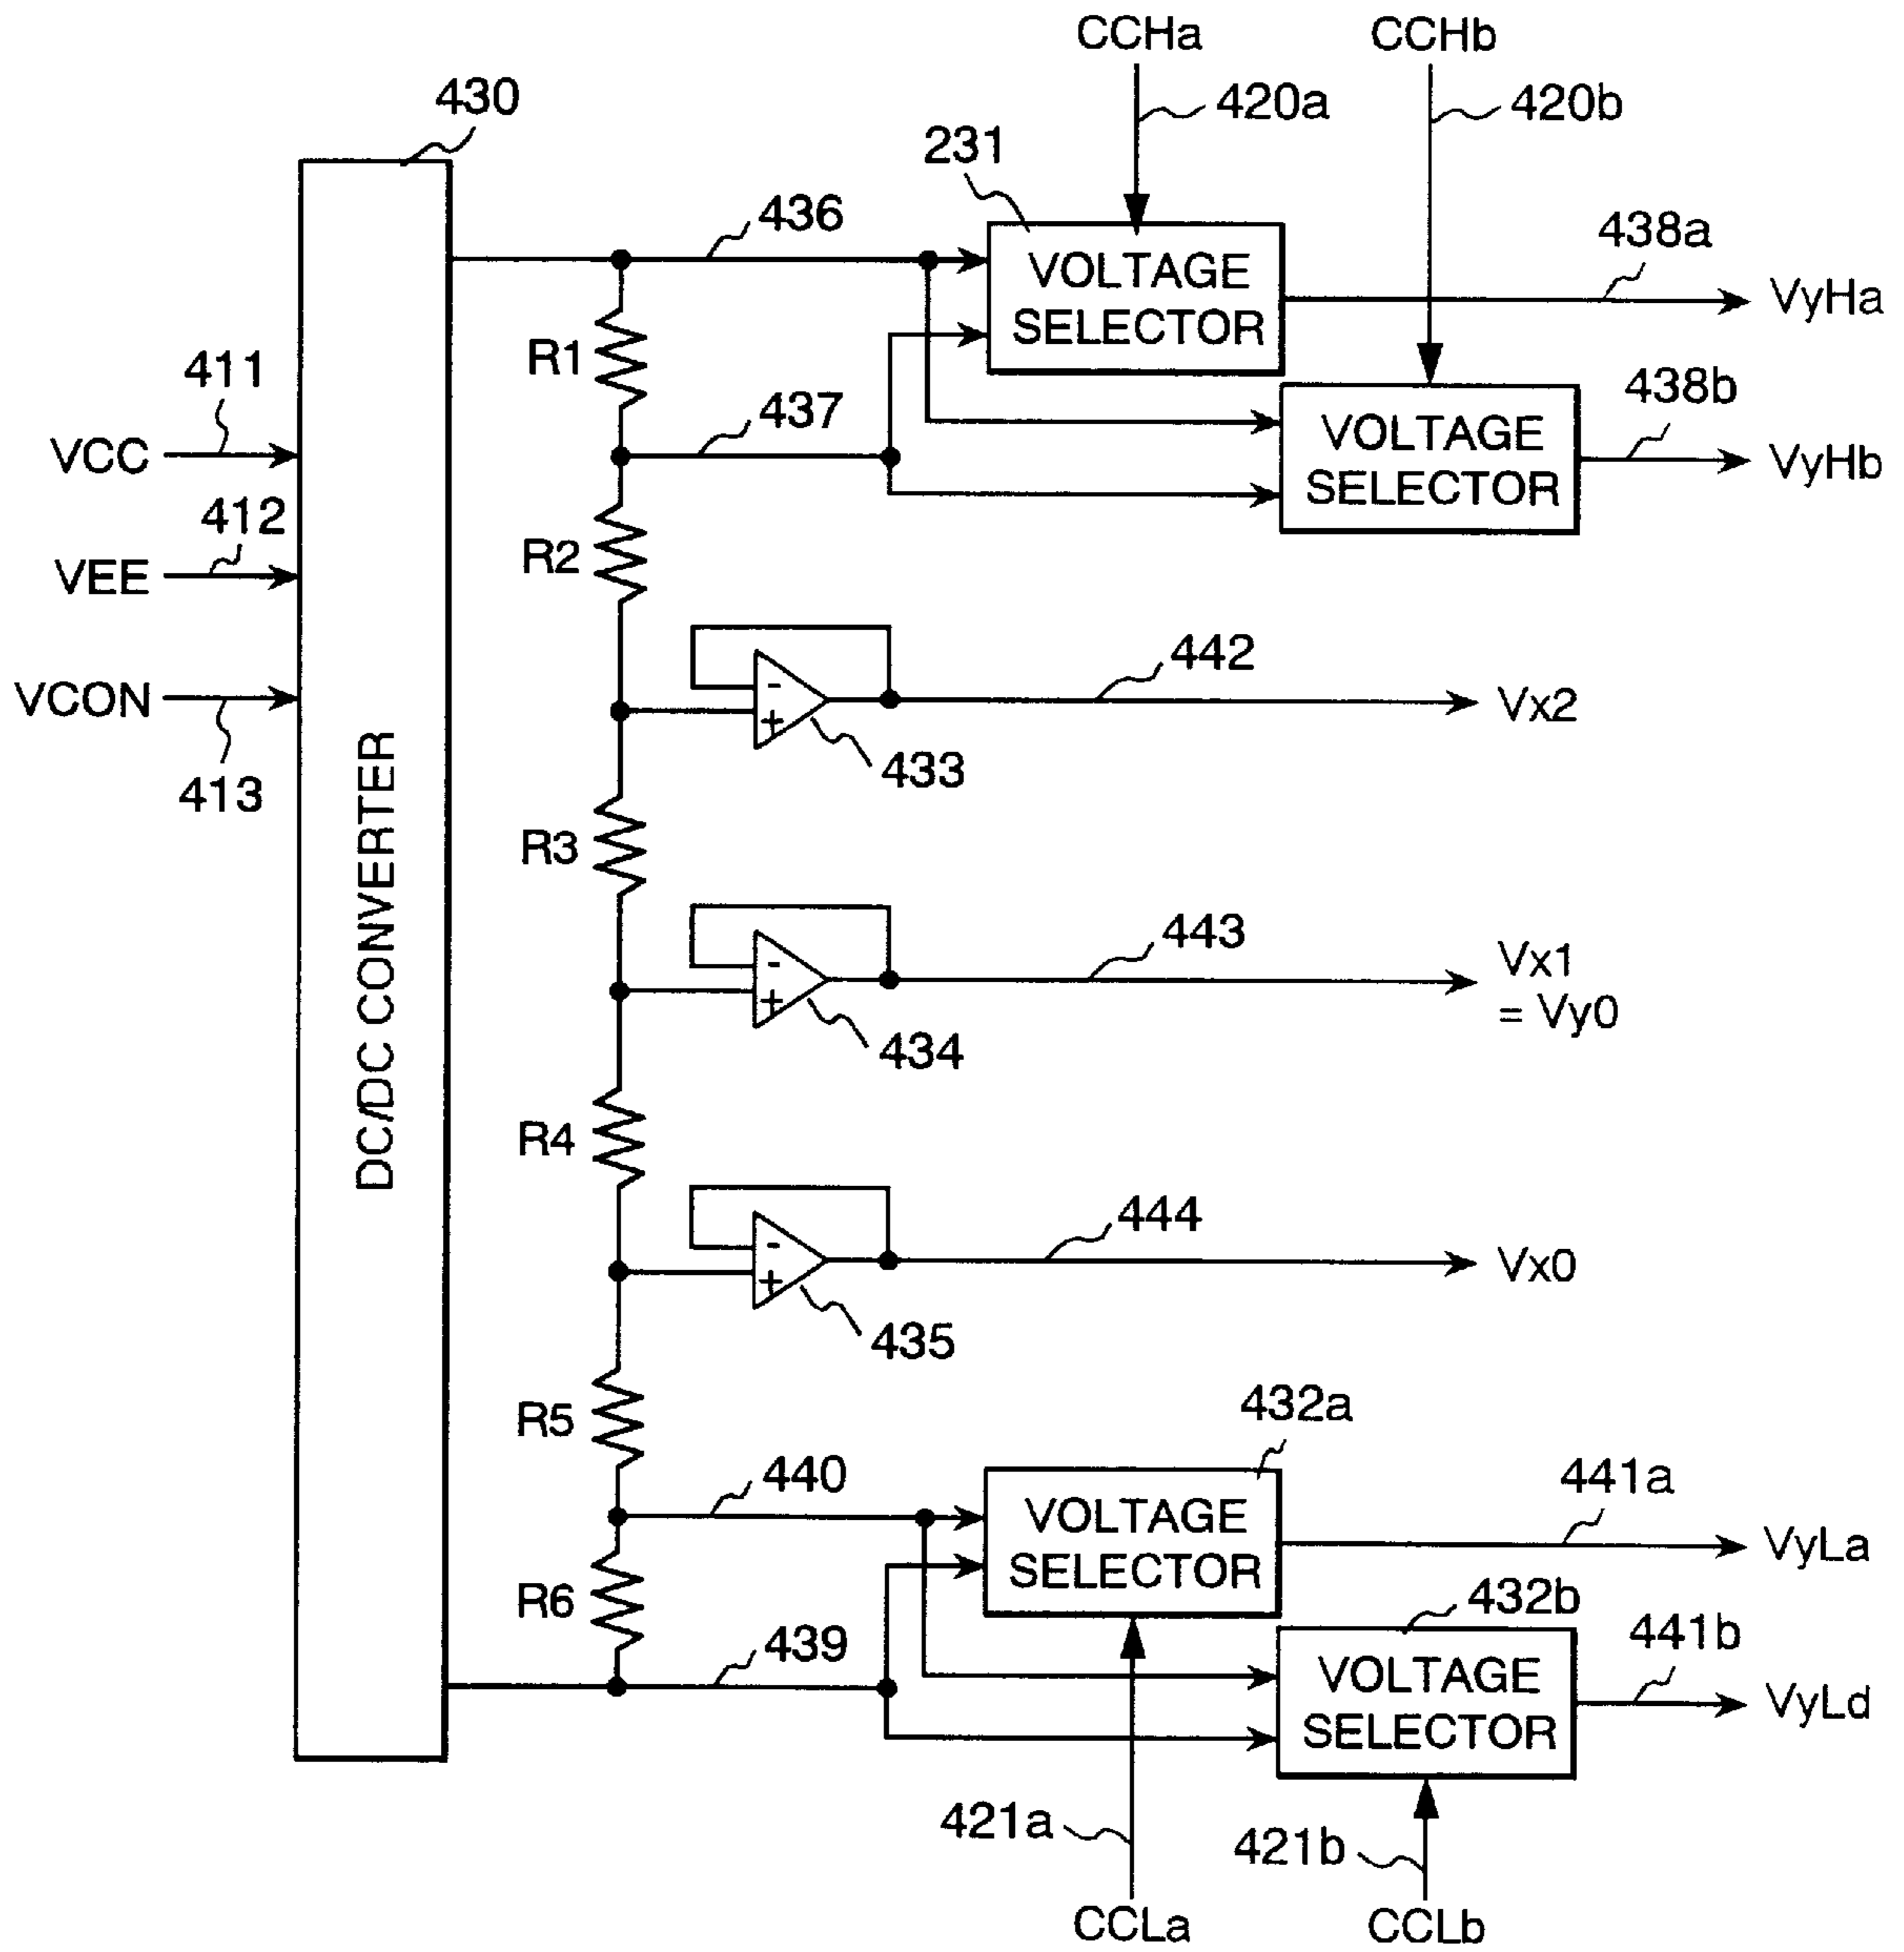 CCHa
CCHb
430
420a
420b
231
436
438a
VOLTAGE
SELECTOR
VyHa
R1
411
437
438b
VCC
VOLTAGE
SELECTOR
VyHb
412
R2
VEE
442
VCON
-
+
Vx2
433
413
DC/DC CONVERTER
R3
443
-
+
Vx1
= Vy0
434
R4
444
-
+
Vx0
435
432a
R5
440
441a
VOLTAGE
SELECTOR
VyLa
R6
432b
439
441b
VOLTAGE
SELECTOR
VyLd
421a
421b
CCLa
CCLb